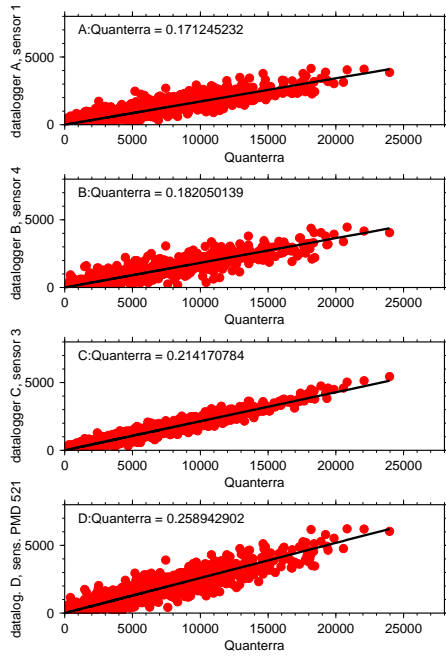 datalogger A, sensor 1
A:Quanterra = 0.171245232
5000
0
0 5000 10000 15000 20000 25000
Quanterra
datalogger B, sensor 4
B:Quanterra = 0.182050139
5000
0
0 5000 10000 15000 20000 25000
Quanterra
datalogger C, sensor 3
C:Quanterra = 0.214170784
5000
0
0 5000 10000 15000 20000 25000
Quanterra
datalog. D, sens. PMD 521
D:Quanterra = 0.258942902
5000
0
0 5000 10000 15000 20000 25000
Quanterra